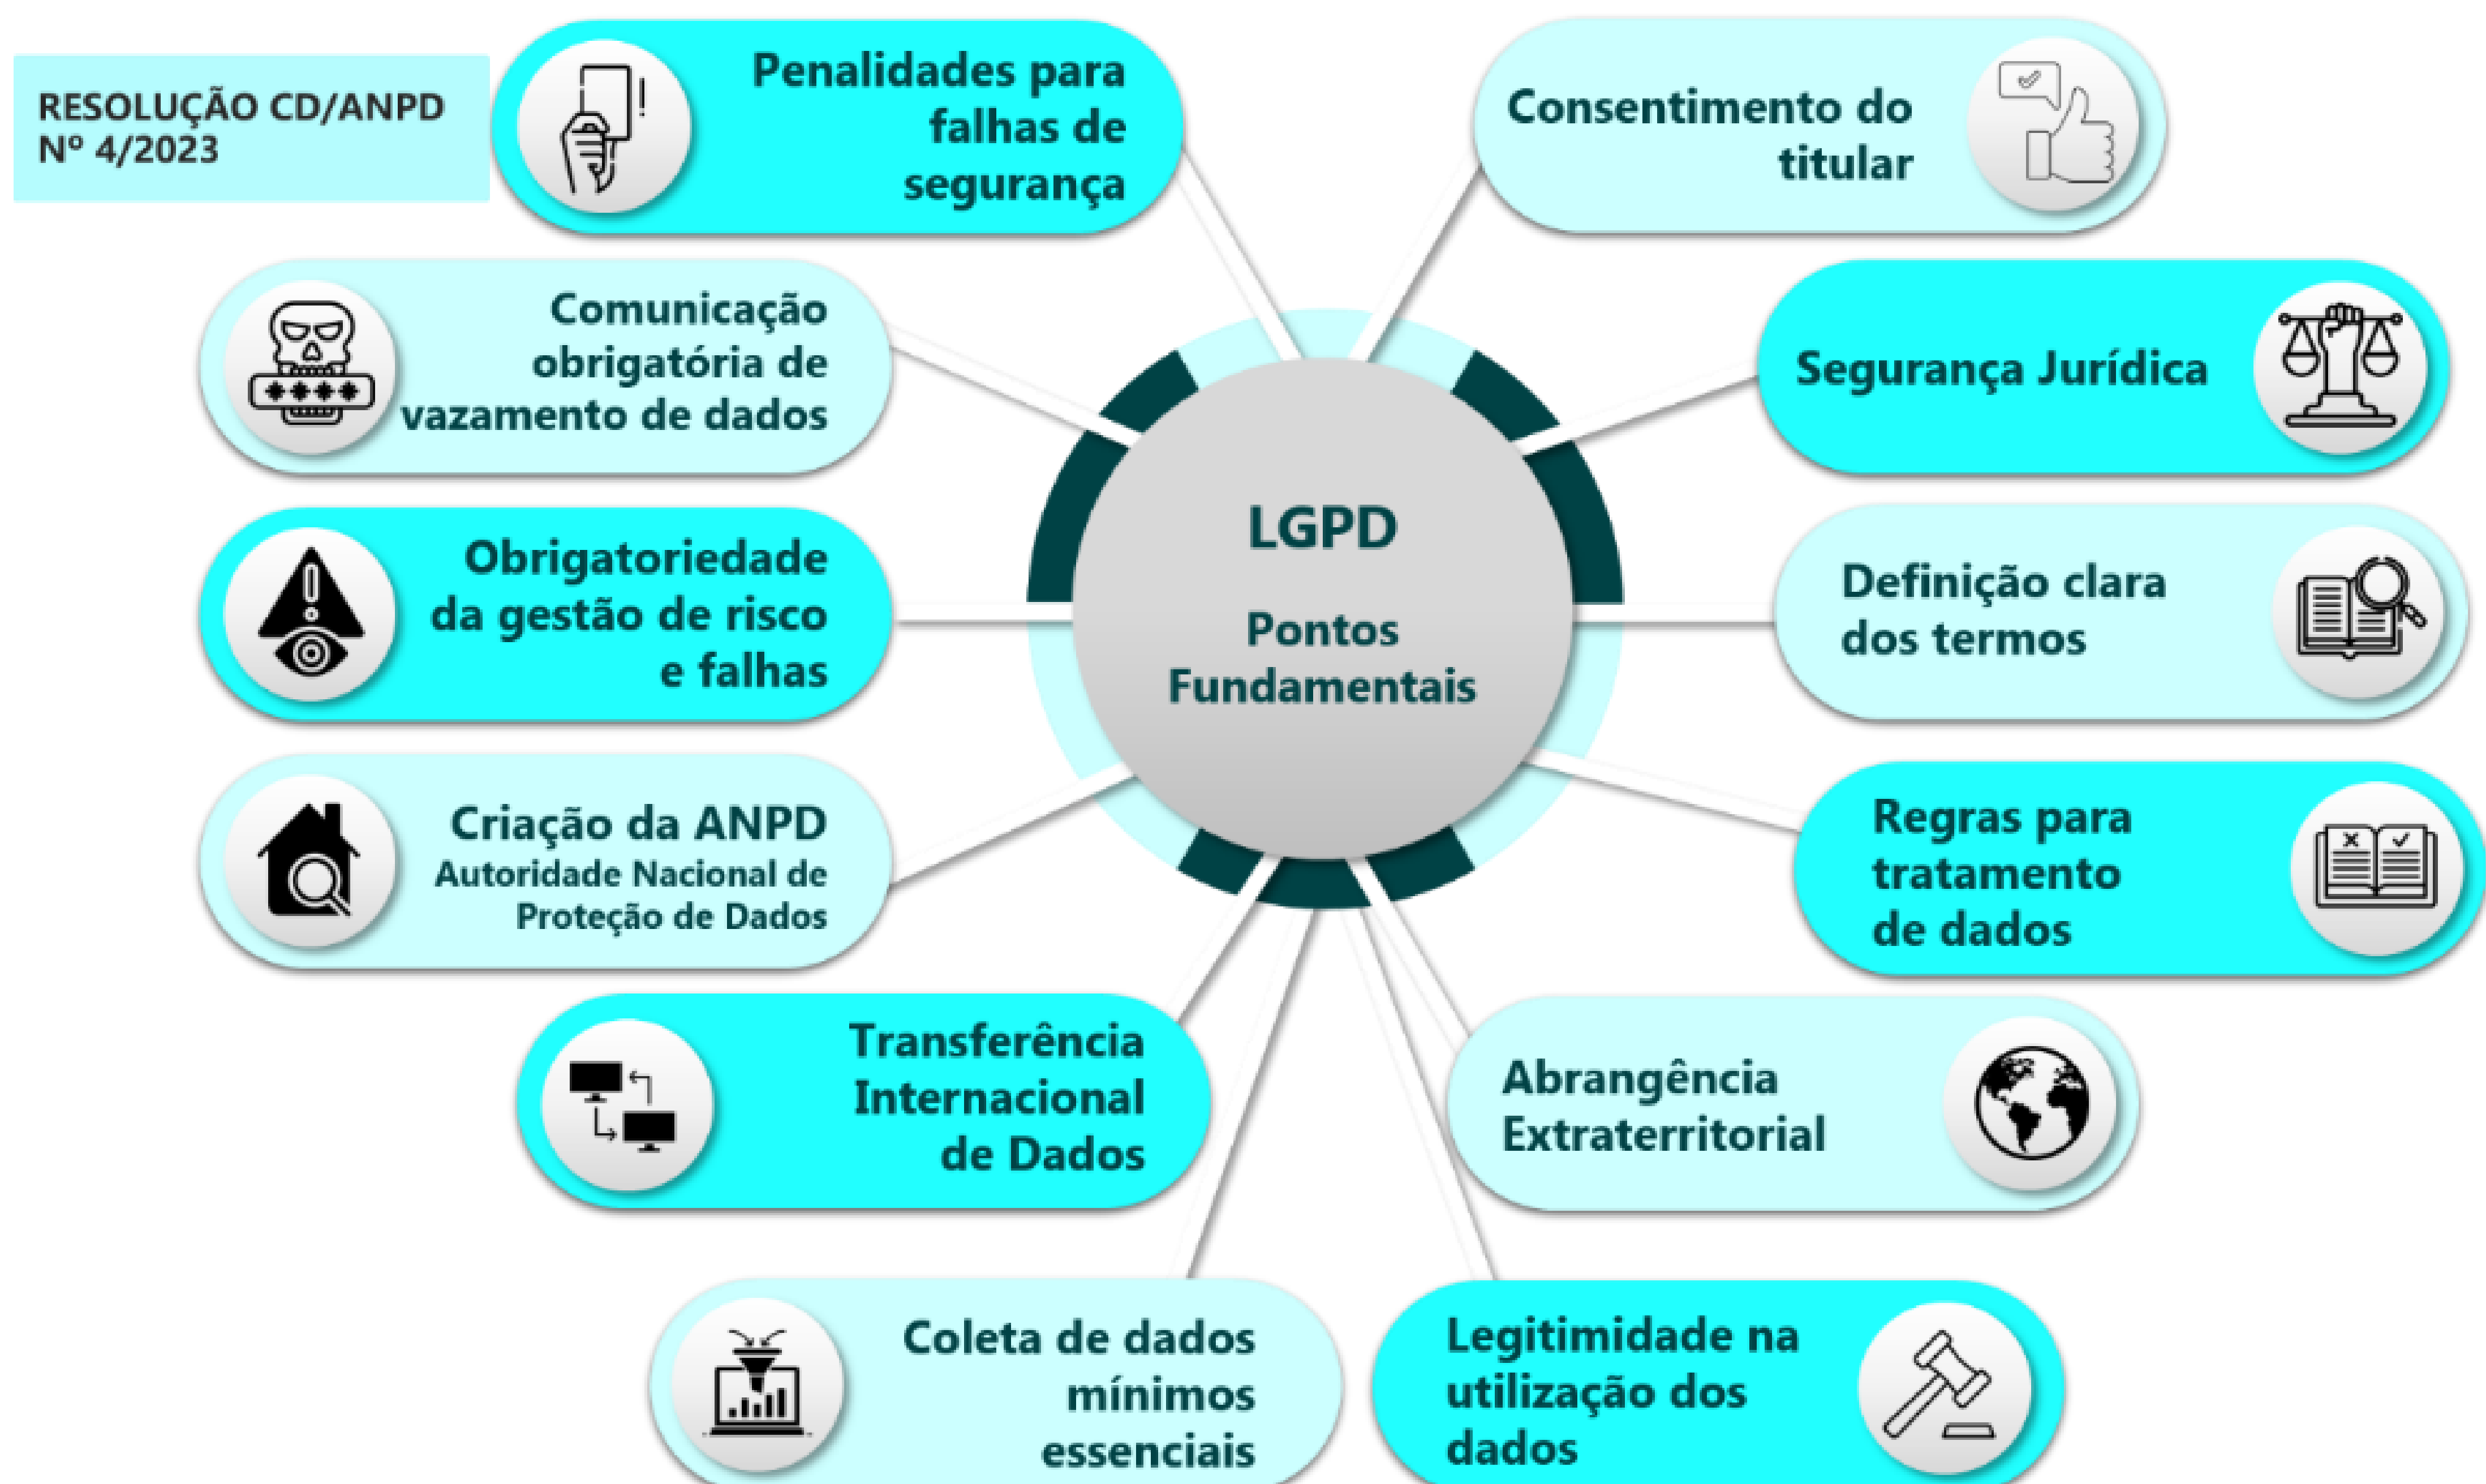 RESOLUÇÃO CD/ANPD
Nº 4/2023
Penalidades para
falhas de
segurança
Consentimento do
titular
Comunicação
obrigatória de
vazamento de dados
Segurança Jurídica
Obrigatoriedade
da gestão de risco
e falhas
LGPD
Pontos
Fundamentais
Definição clara
dos termos
Criação da ANPD
Autoridade Nacional de
Proteção de Dados
Regras para
tratamento
de dados
Transferência
Internacional
de Dados
Abrangência
Extraterritorial
Coleta de dados
mínimos
essenciais
Legitimidade na
utilização dos
dados